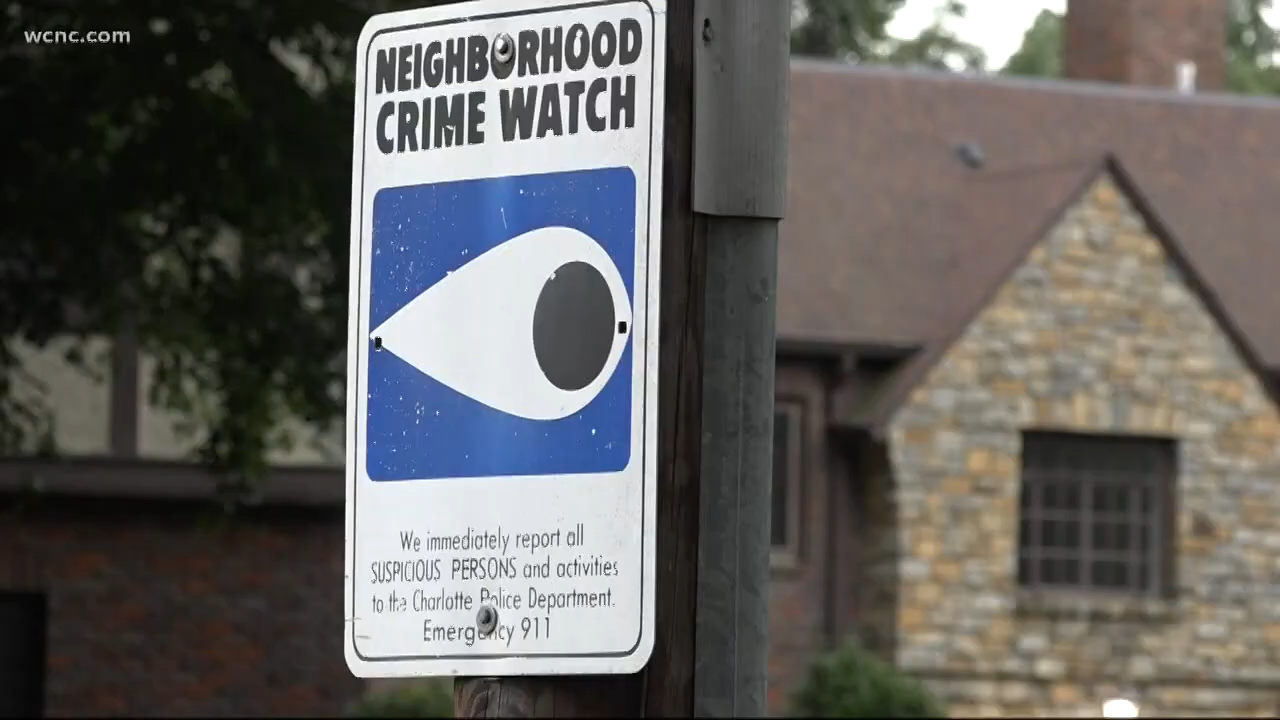 wcnc.com
NEIGHBORHOOD
CRIME WATCH
We immediately report all
SUSPICIOUS PERSONS and activities
to the Charlotte Police Department.
Emergency 911